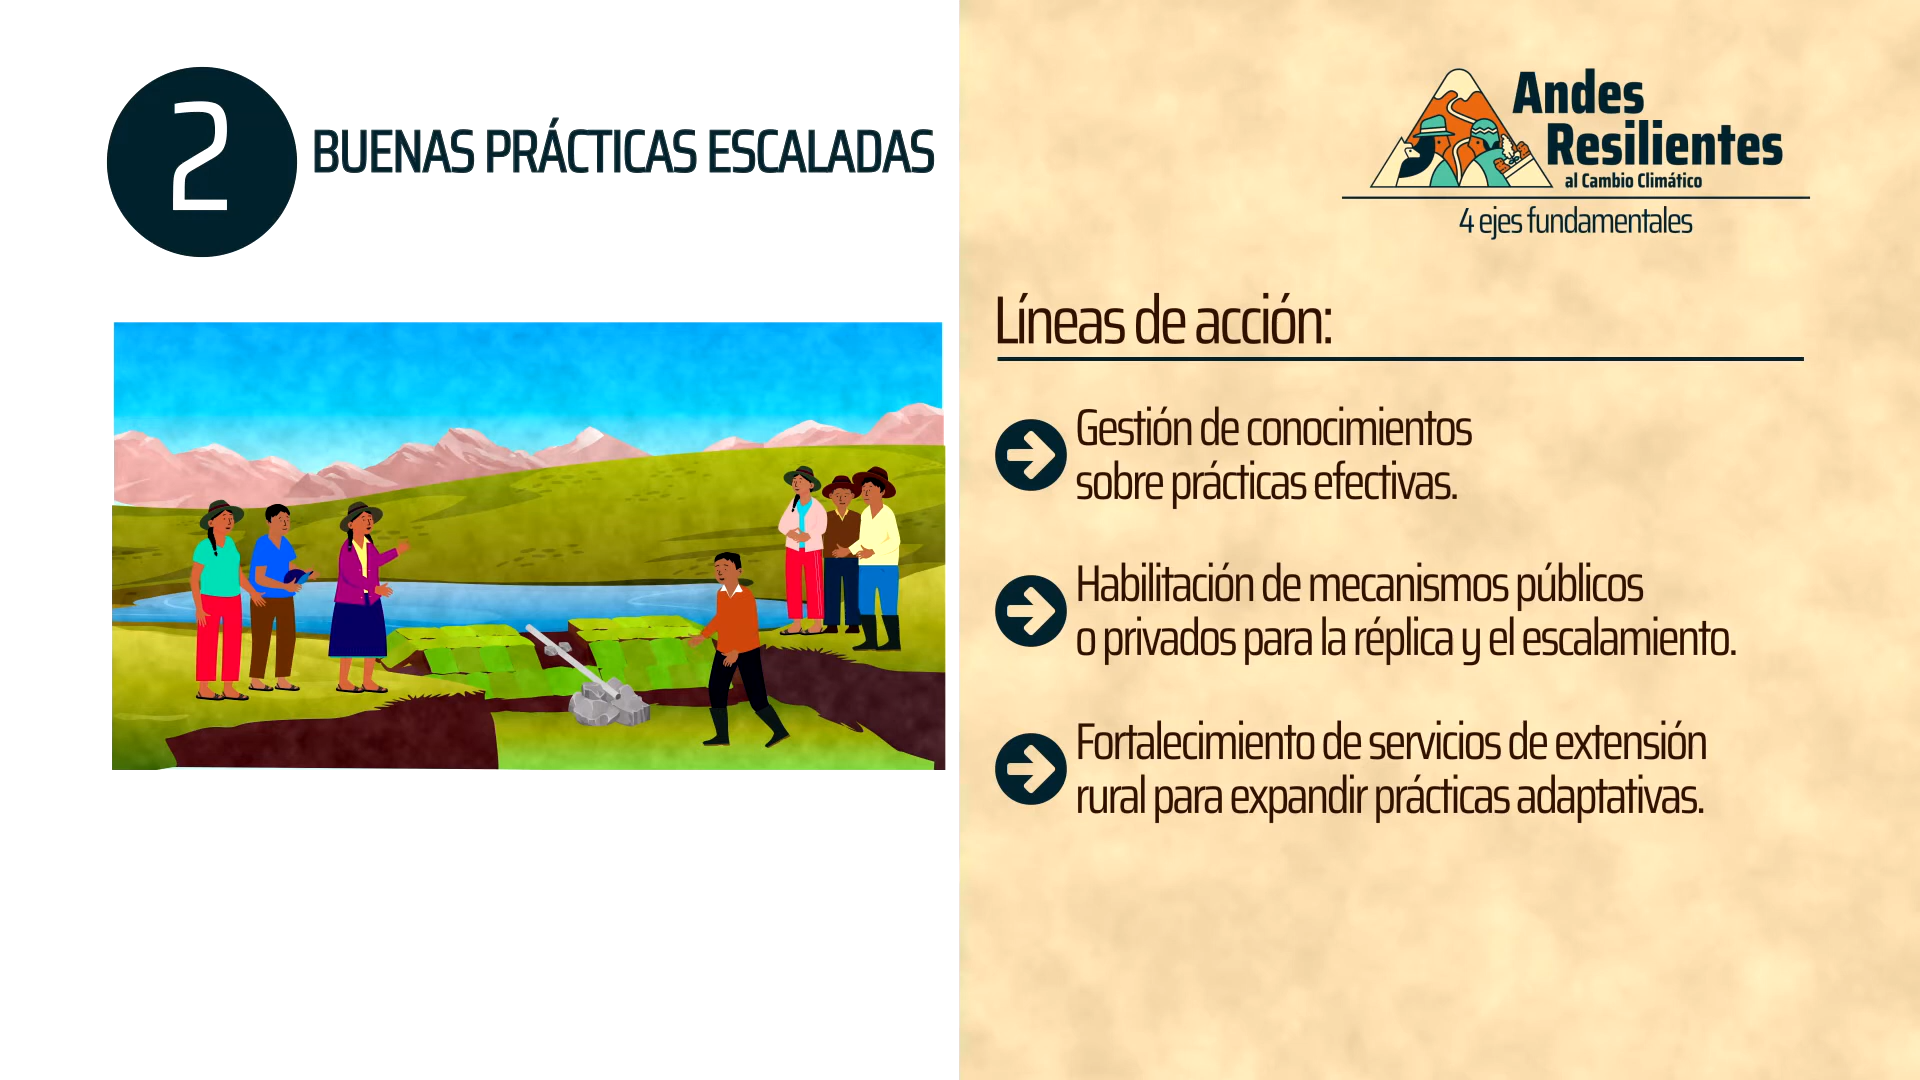 2
BUENAS PRÁCTICAS ESCALADAS
Andes
Resilientes
al Cambio Climático
4 ejes fundamentales
Líneas de acción:
Gestión de conocimientos
sobre prácticas efectivas.
Habilitación de mecanismos públicos
o privados para la réplica y el escalamiento.
Fortalecimiento de servicios de extensión
rural para expandir prácticas adaptativas.